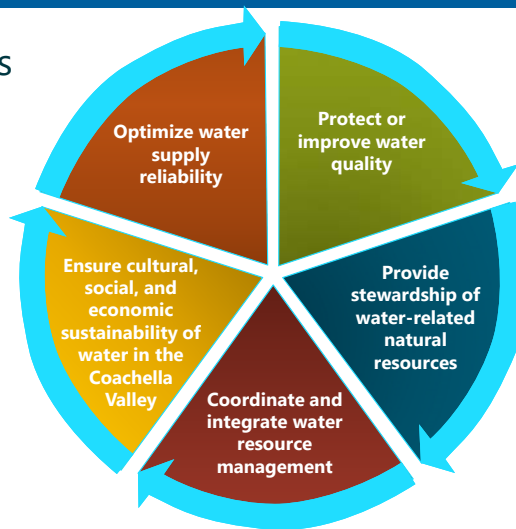 s
Optimize water
supply
reliability
Protect or
improve water
quality
Provide
stewardship of
water-related
natural
resources
Coordinate and
integrate water
resource
management
Ensure cultural,
social, and
economic
sustainability of
water in the
Coachella
Valley